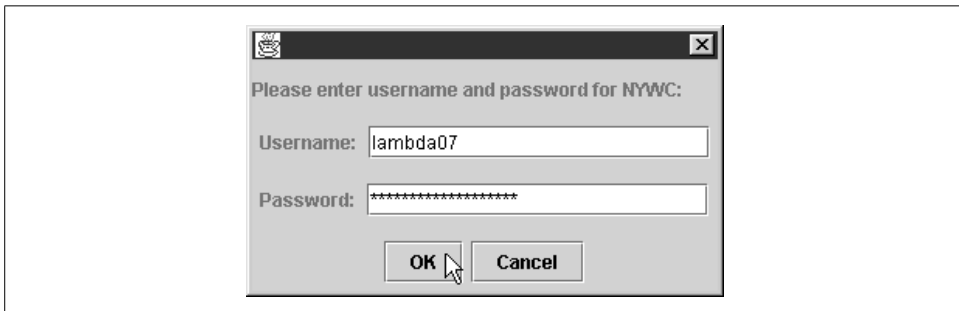 Please enter username and password for NYWC:
Username: lambda07
Password: *******************
OK Cancel